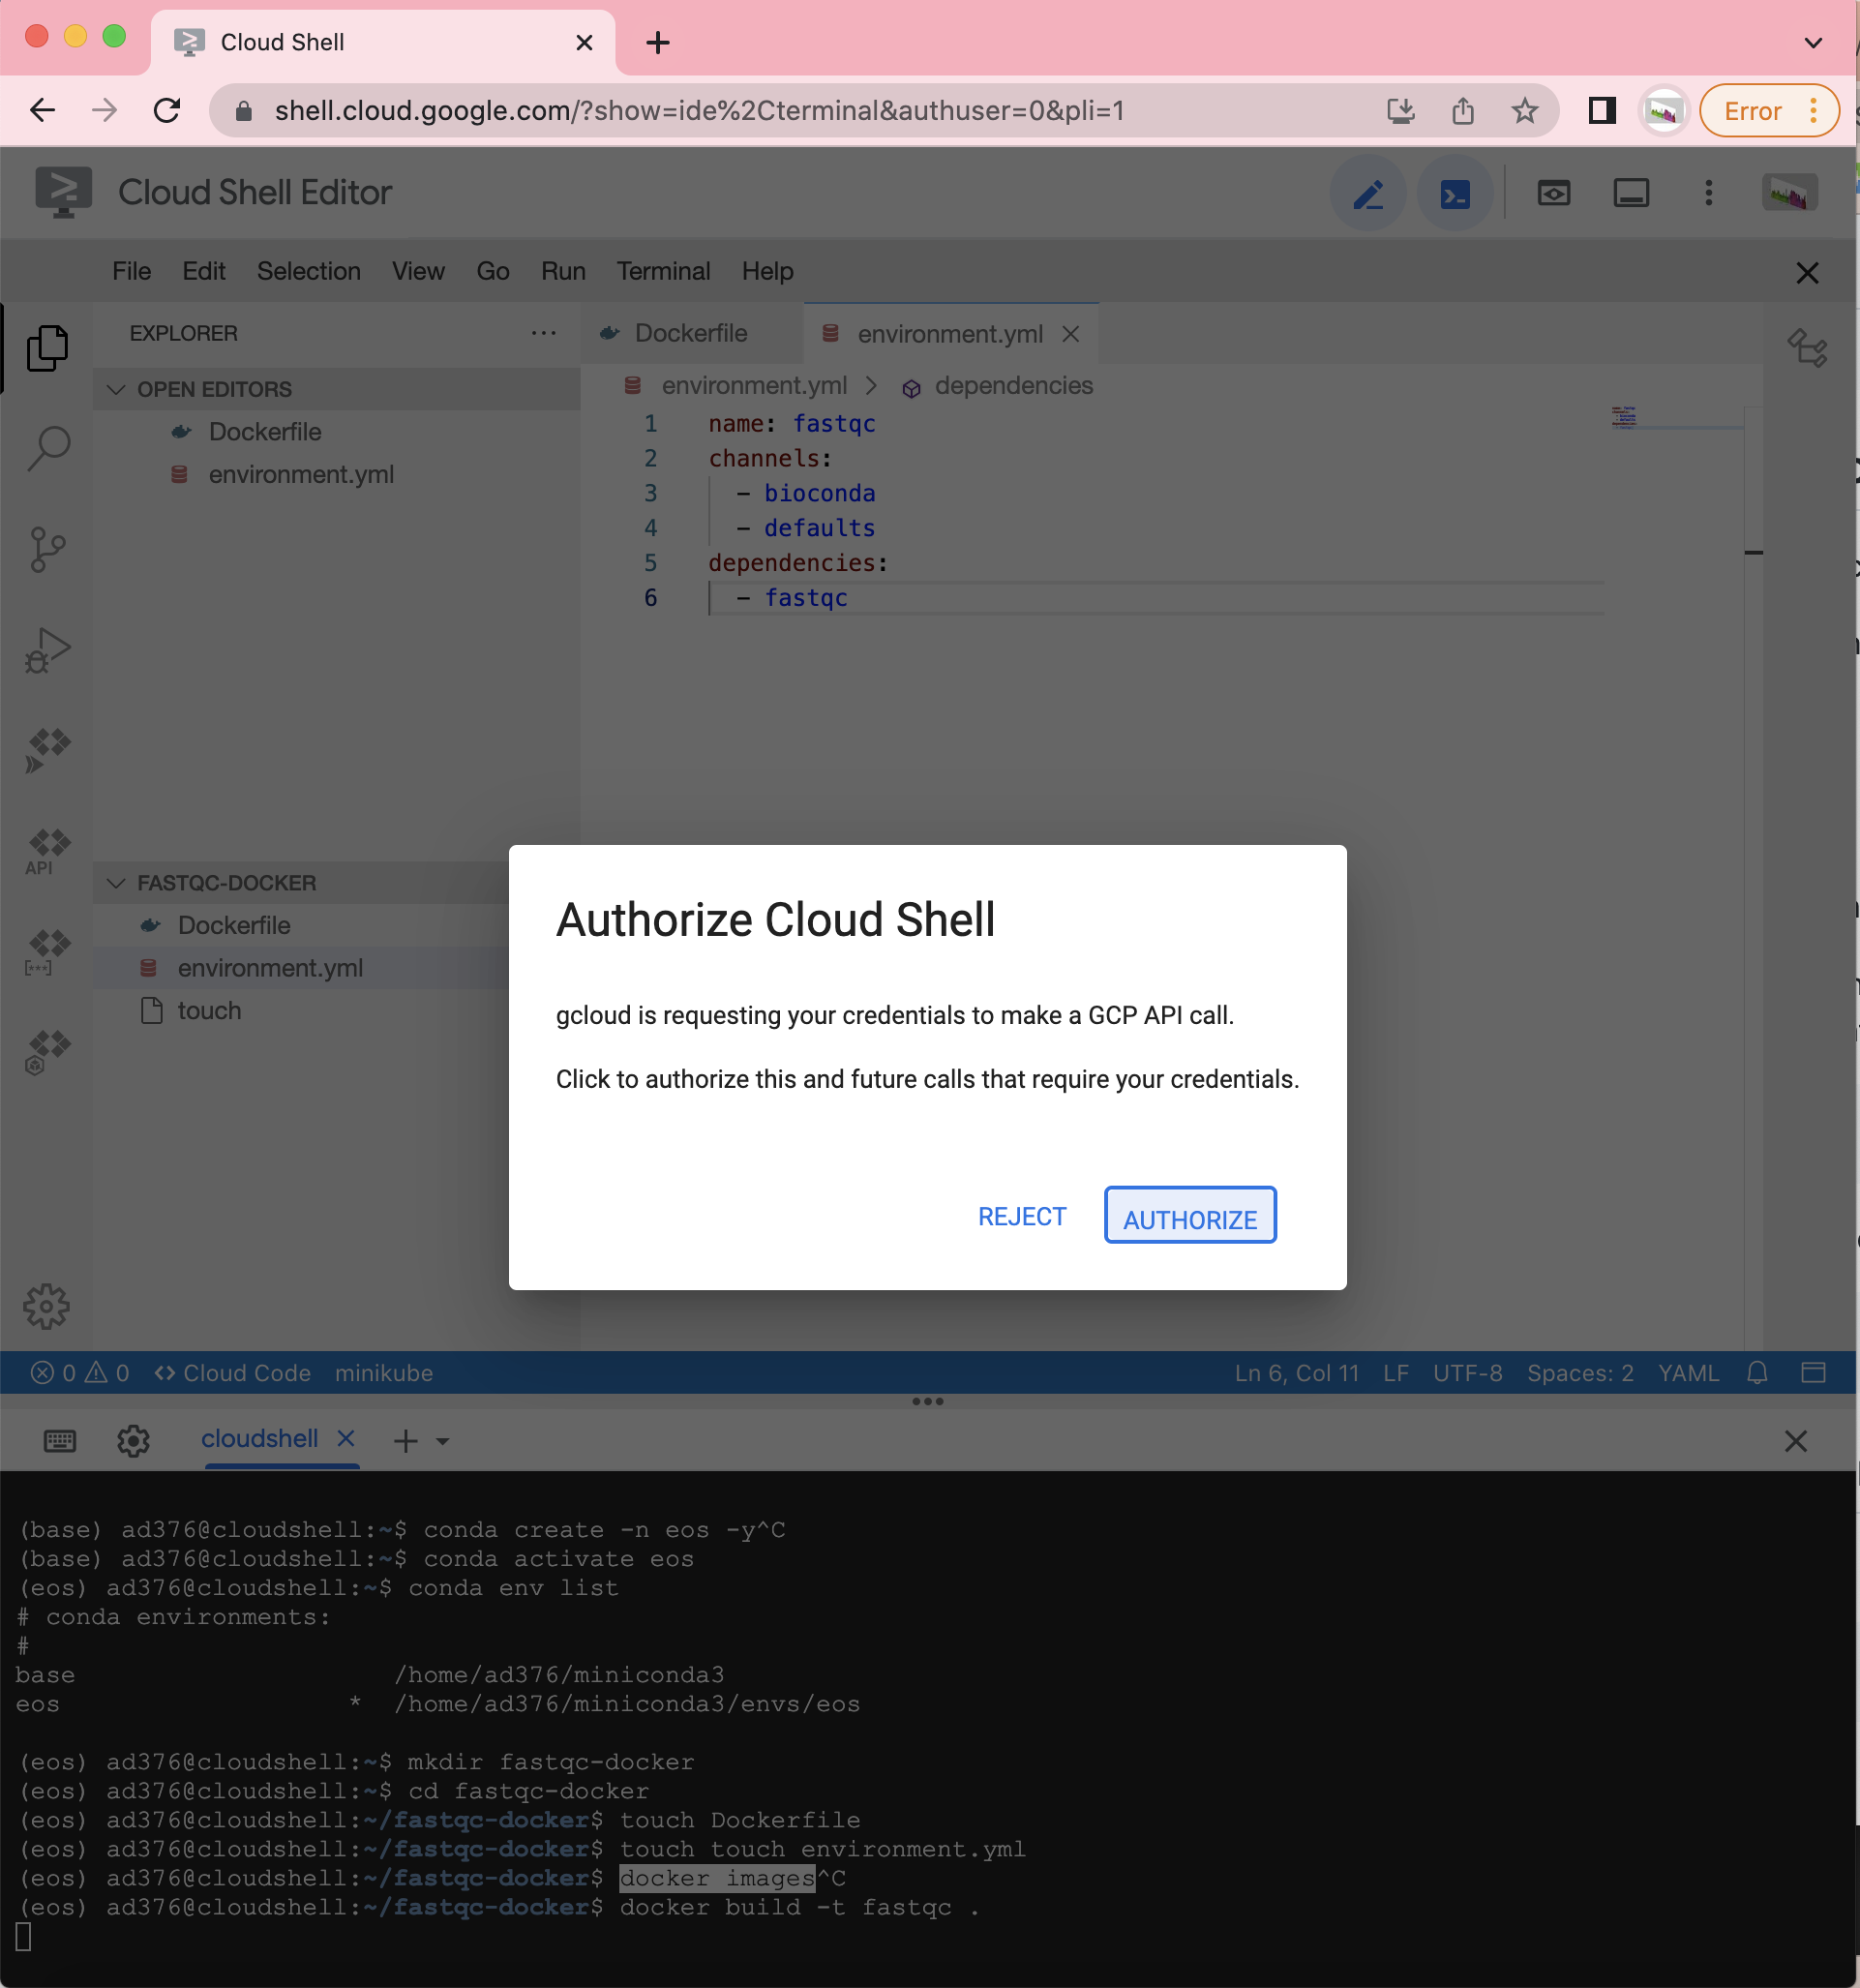 Cloud Shell
shell.cloud.google.com/?show=ide%2Cterminal&authuser=0&pli=1
Error
Cloud Shell Editor
File Edit Selection View Go Run Terminal Help
EXPLORER
Dockerfile
environment.yml
OPEN EDITORS
Dockerfile
environment.yml
environment.yml > dependencies
1 name: fastqc
2 channels:
3 - bioconda
4 - defaults
5 dependencies:
6 - fastqc
API
FASTQC-DOCKER
Dockerfile
environment.yml
touch
Authorize Cloud Shell
gcloud is requesting your credentials to make a GCP API call.
Click to authorize this and future calls that require your credentials.
REJECT AUTHORIZE
0 0 <> Cloud Code minikube Ln 6, Col 11 LF UTF-8 Spaces: 2 YAML
cloudshell
(base) ad376@cloudshell:~$ conda create -n eos -y^C
(base) ad376@cloudshell:~$ conda activate eos
(eos) ad376@cloudshell:~$ conda env list
# conda environments:
#
base /home/ad376/miniconda3
eos * /home/ad376/miniconda3/envs/eos
(eos) ad376@cloudshell:~$ mkdir fastqc-docker
(eos) ad376@cloudshell:~$ cd fastqc-docker
(eos) ad376@cloudshell:~/fastqc-docker$ touch Dockerfile
(eos) ad376@cloudshell:~/fastqc-docker$ touch touch environment.yml
(eos) ad376@cloudshell:~/fastqc-docker$ docker images^C
(eos) ad376@cloudshell:~/fastqc-docker$ docker build -t fastqc .